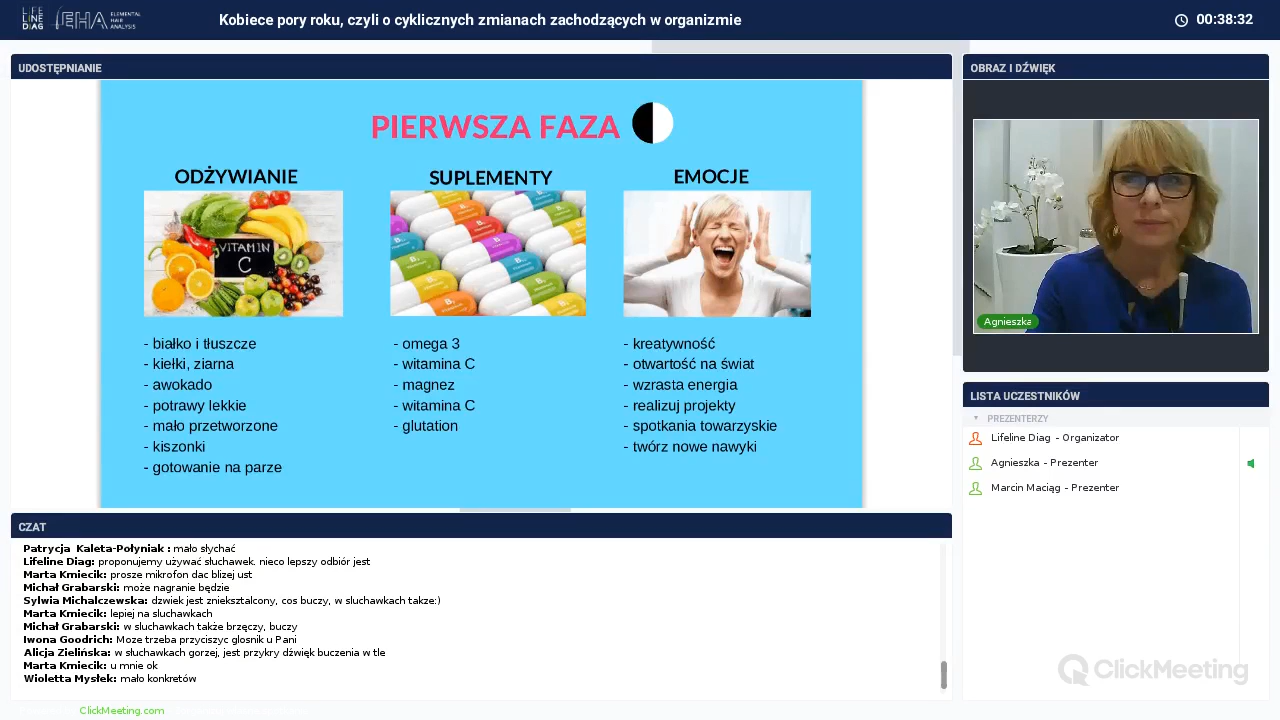 LIFE
LINE
DIAG
EHA ELEMENTAL
HAIR
ANALYSIS
Kobiece pory roku, czyli o cyklicznych zmianach zachodzących w organizmie
00:38:32
UDOSTĘPNIANIE
PIERWSZA FAZA
ODŻYWIANIE
SUPLEMENTY
EMOCJE
VITAMIN
C
- białko i tłuszcze
- kiełki, ziarna
- awokado
- potrawy lekkie
- mało przetworzone
- kiszonki
- gotowanie na parze
- omega 3
- witamina C
- magnez
- witamina C
- glutation
- kreatywność
- otwartość na świat
- wzrasta energia
- realizuj projekty
- spotkania towarzyskie
- twórz nowe nawyki
OBRAZ I DŹWIĘK
Agnieszka
LISTA UCZESTNIKÓW
PREZENTERZY
Lifeline Diag - Organizator
Agnieszka - Prezenter
Marcin Maciąg - Prezenter
CZAT
Patrycja Kaleta-Połyniak : mało słychać
Lifeline Diag: proponujemy używać słuchawek. nieco lepszy odbiór jest
Marta Kmiecik: prosze mikrofon dac blizej ust
Michał Grabarski: może nagranie będzie
Sylwia Michalczewska: dzwiek jest znieksztalcony, cos buczy, w sluchawkach takze:)
Marta Kmiecik: lepiej na sluchawkach
Michał Grabarski: w słuchawkach także brzęczy, buczy
Iwona Goodrich: Moze trzeba przyciszyc glosnik u Pani
Alicja Zielińska: w słuchawkach gorzej, jest przykry dźwięk buczenia w tle
Marta Kmiecik: u mnie ok
Wioletta Mysłek: mało konkretów
ClickMeeting
ClickMeeting.com